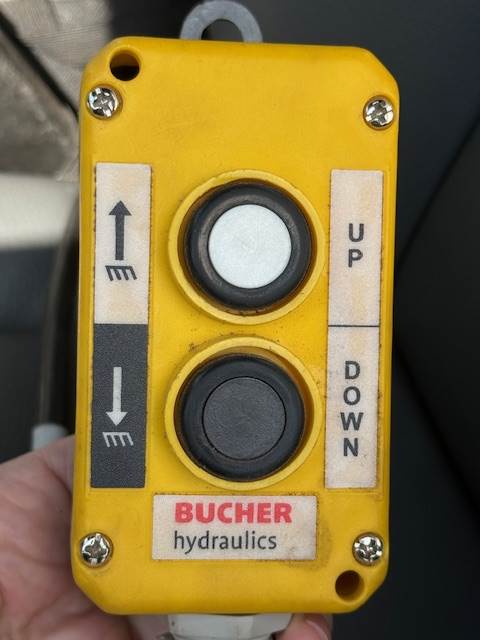 UP
DOWN
BUCHER
hydraulics